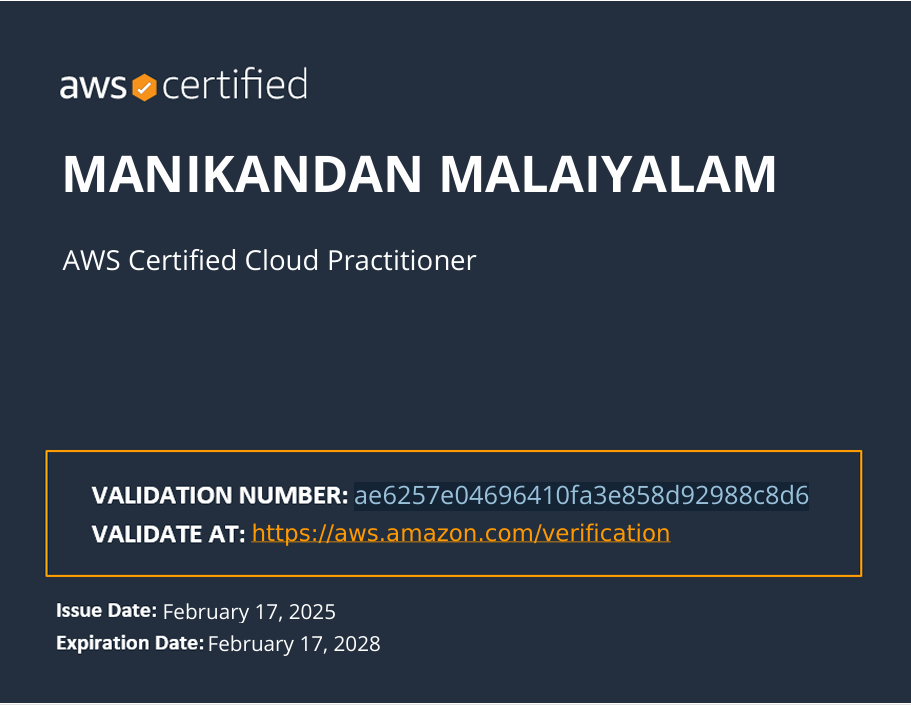 aws certified
MANIKANDAN MALAIYALAM
AWS Certified Cloud Practitioner
VALIDATION NUMBER: ae6257e04696410fa3e858d92988c8d6
VALIDATE AT: https://aws.amazon.com/verification
Issue Date: February 17, 2025
Expiration Date: February 17, 2028